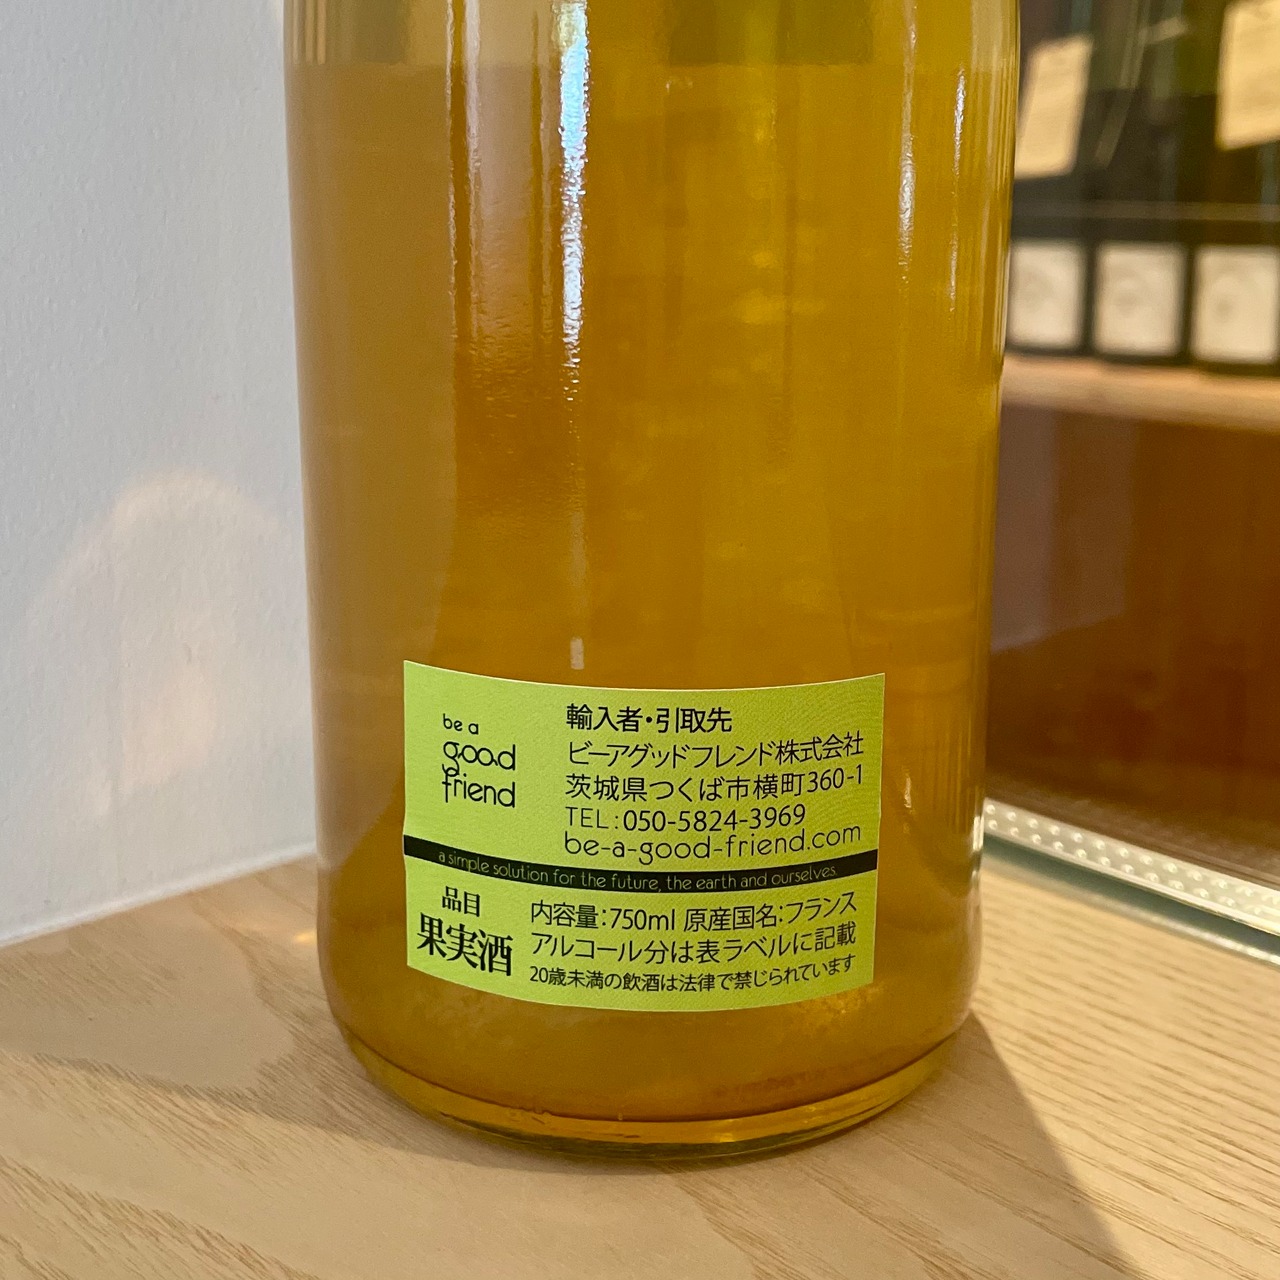 be a
good
friend
輸入者・引取先
ビーアグッドフレンド株式会社
茨城県つくば市横町360-1
TEL:050-5824-3969
be-a-good-friend.com
a simple solution for the future, the earth and ourselves.
品目
果実酒
内容量:750ml 原産国名:フランス
アルコール分は表ラベルに記載
20歳未満の飲酒は法律で禁じられています